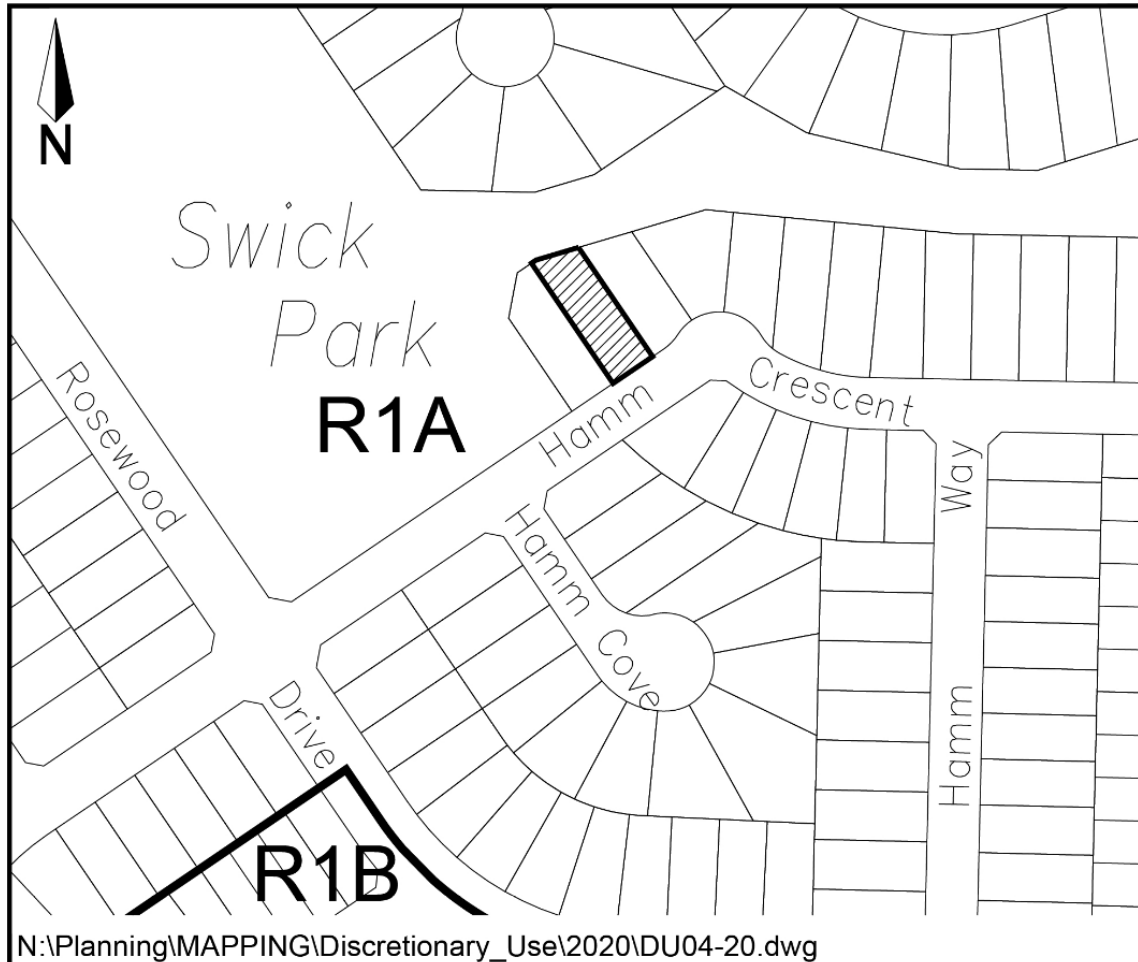 N
Swick
Park
R1A
Rosewood
Drive
Hamm
Crescent
Hamm Cove
Hamm
Way
R1B
N:\Planning\MAPPING\Discretionary_Use\2020\DU04-20.dwg